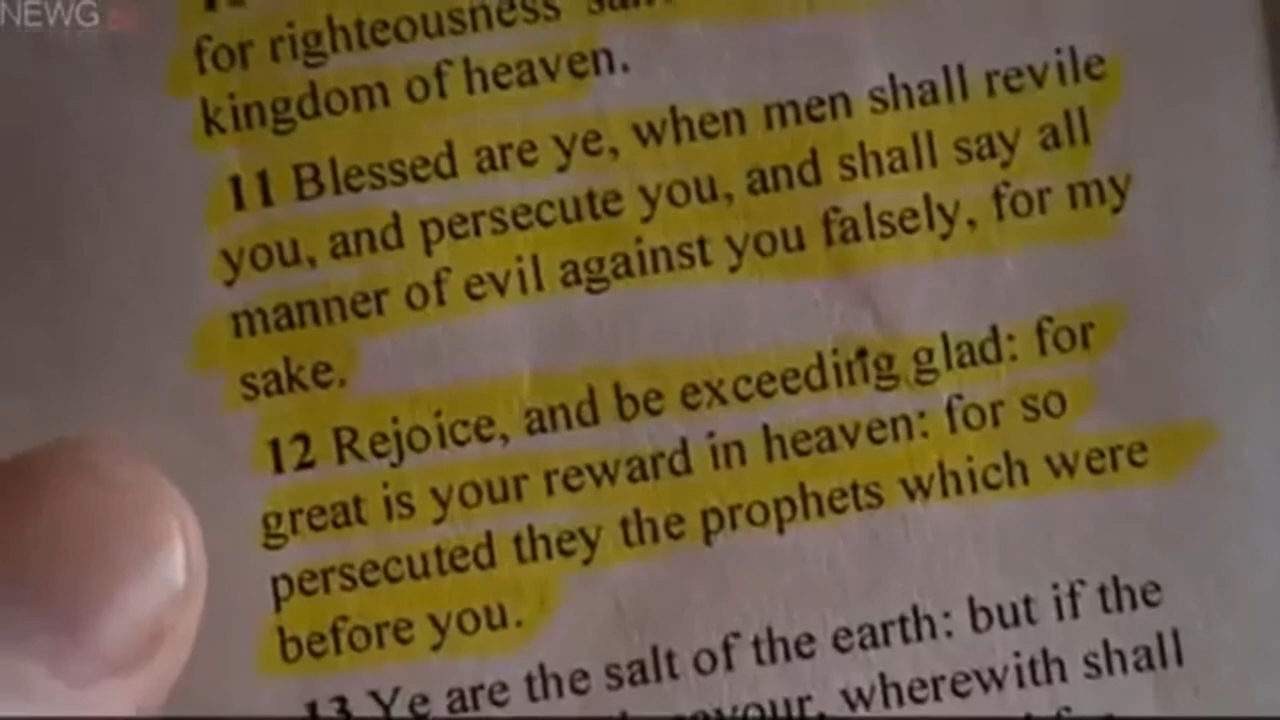 NEWG
for righteousness
kingdom of heaven.
11 Blessed are ye, when men shall revile
you, and persecute you, and shall say all
manner of evil against you falsely, for my
sake.
12 Rejoice, and be exceeding glad: for
great is your reward in heaven: for so
persecuted they the prophets which were
before you.
13 Ye are the salt of the earth: but if the
wherewith shall